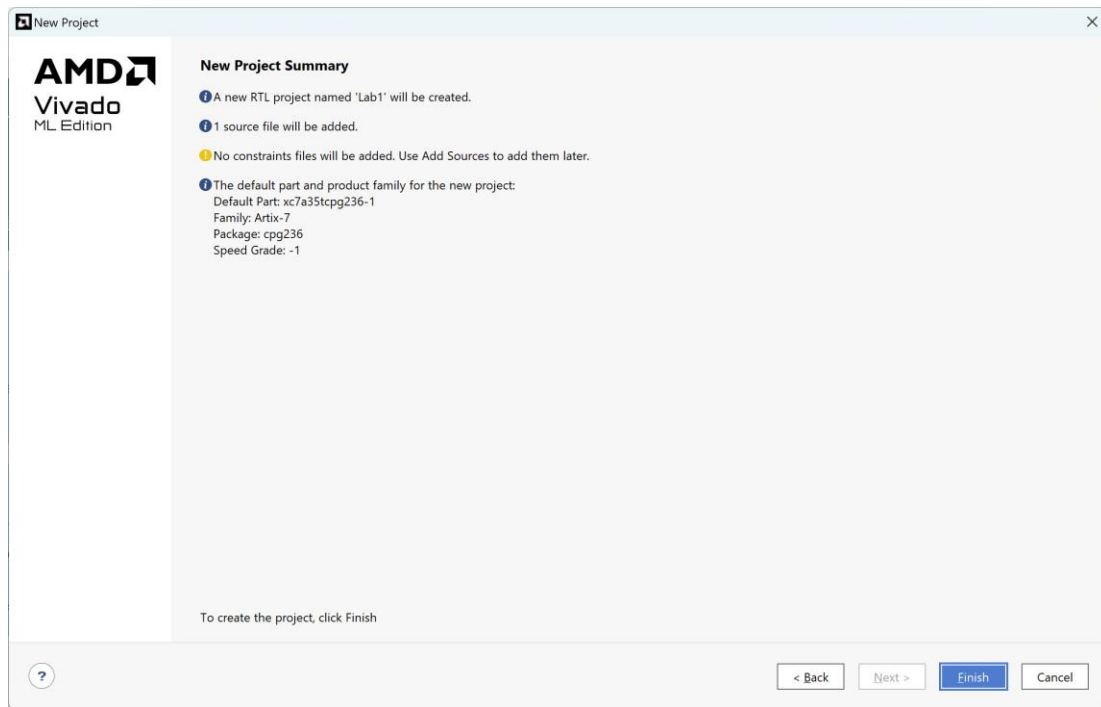 New Project
AMD
Vivado
ML Edition
New Project Summary
A new RTL project named 'Lab1' will be created.
1 source file will be added.
No constraints files will be added. Use Add Sources to add them later.
The default part and product family for the new project:
Default Part: xc7a35tcpg236-1
Family: Artix-7
Package: cpg236
Speed Grade: -1
To create the project, click Finish
?
< Back
Next >
Finish
Cancel